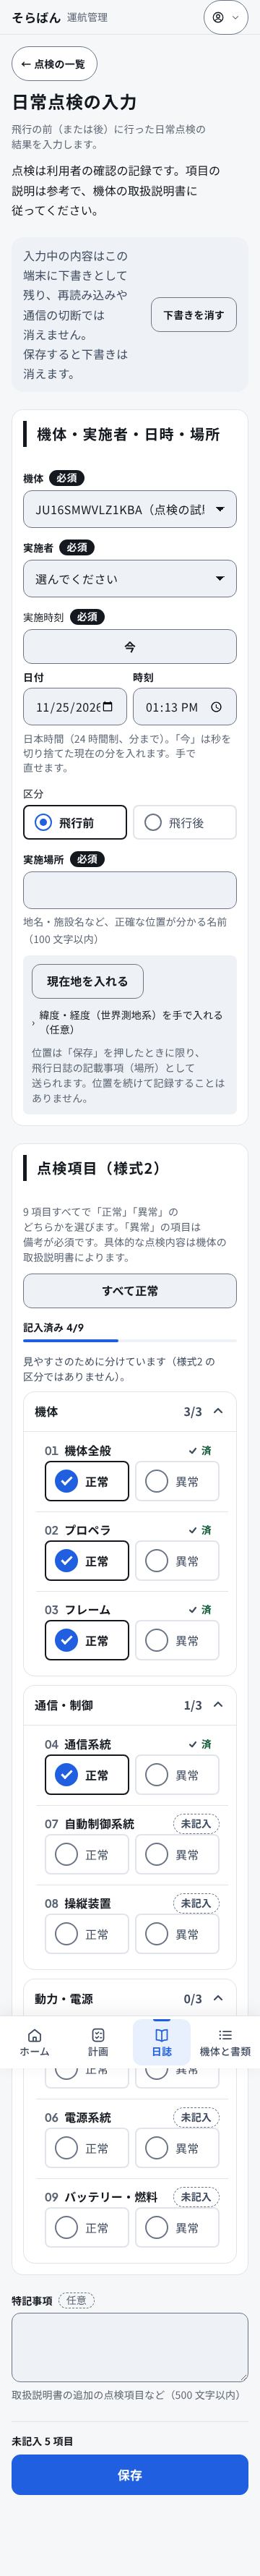 そらばん 運航管理
← 点検の一覧
日常点検の入力
飛行の前（または後）に行った日常点検の
結果を入力します。
点検は利用者の確認の記録です。項目の
説明は参考で、機体の取扱説明書に
従ってください。
入力中の内容はこの
端末に下書きとして
残り、再読み込みや
通信の切断では
消えません。
保存すると下書きは
消えます。
下書きを消す
機体・実施者・日時・場所
機体 必須
JU16SMWVLZ1KBA（点検の試
実施者 必須
選んでください
実施時刻 必須
今
日付 時刻
11/25/2026 01:13 PM
日本時間（24 時間制、分まで）。「今」は秒を
切り捨てた現在の分を入れます。手で
直せます。
区分
飛行前 飛行後
実施場所 必須
地名・施設名など、正確な位置が分かる名前
（100 文字以内）
現在地を入れる
› 緯度・経度（世界測地系）を手で入れる
（任意）
位置は「保存」を押したときに限り、
飛行日誌の記載事項（場所）として
送られます。位置を続けて記録することは
ありません。
点検項目（様式2）
9 項目すべてで「正常」「異常」の
どちらかを選びます。「異常」の項目は
備考が必須です。具体的な点検内容は機体の
取扱説明書によります。
すべて正常
記入済み 4/9
見やすさのために分けています（様式2 の
区分ではありません）。
機体 3/3
01 機体全般 済
正常 異常
02 プロペラ 済
正常 異常
03 フレーム 済
正常 異常
通信・制御 1/3
04 通信系統 済
正常 異常
07 自動制御系統 未記入
正常 異常
08 操縦装置 未記入
正常 異常
動力・電源 0/3
ホーム 計画 日誌 機体と書類
正常 異常
06 電源系統 未記入
正常 異常
09 バッテリー・燃料 未記入
正常 異常
特記事項 任意
取扱説明書の追加の点検項目など（500 文字以内）
未記入 5 項目
保存